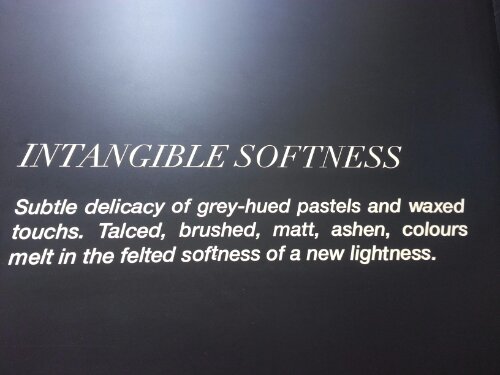 INTANGIBLE SOFTNESS
Subtle delicacy of grey-hued pastels and waxed
touchs. Talced, brushed, matt, ashen, colours
melt in the felted softness of a new lightness.